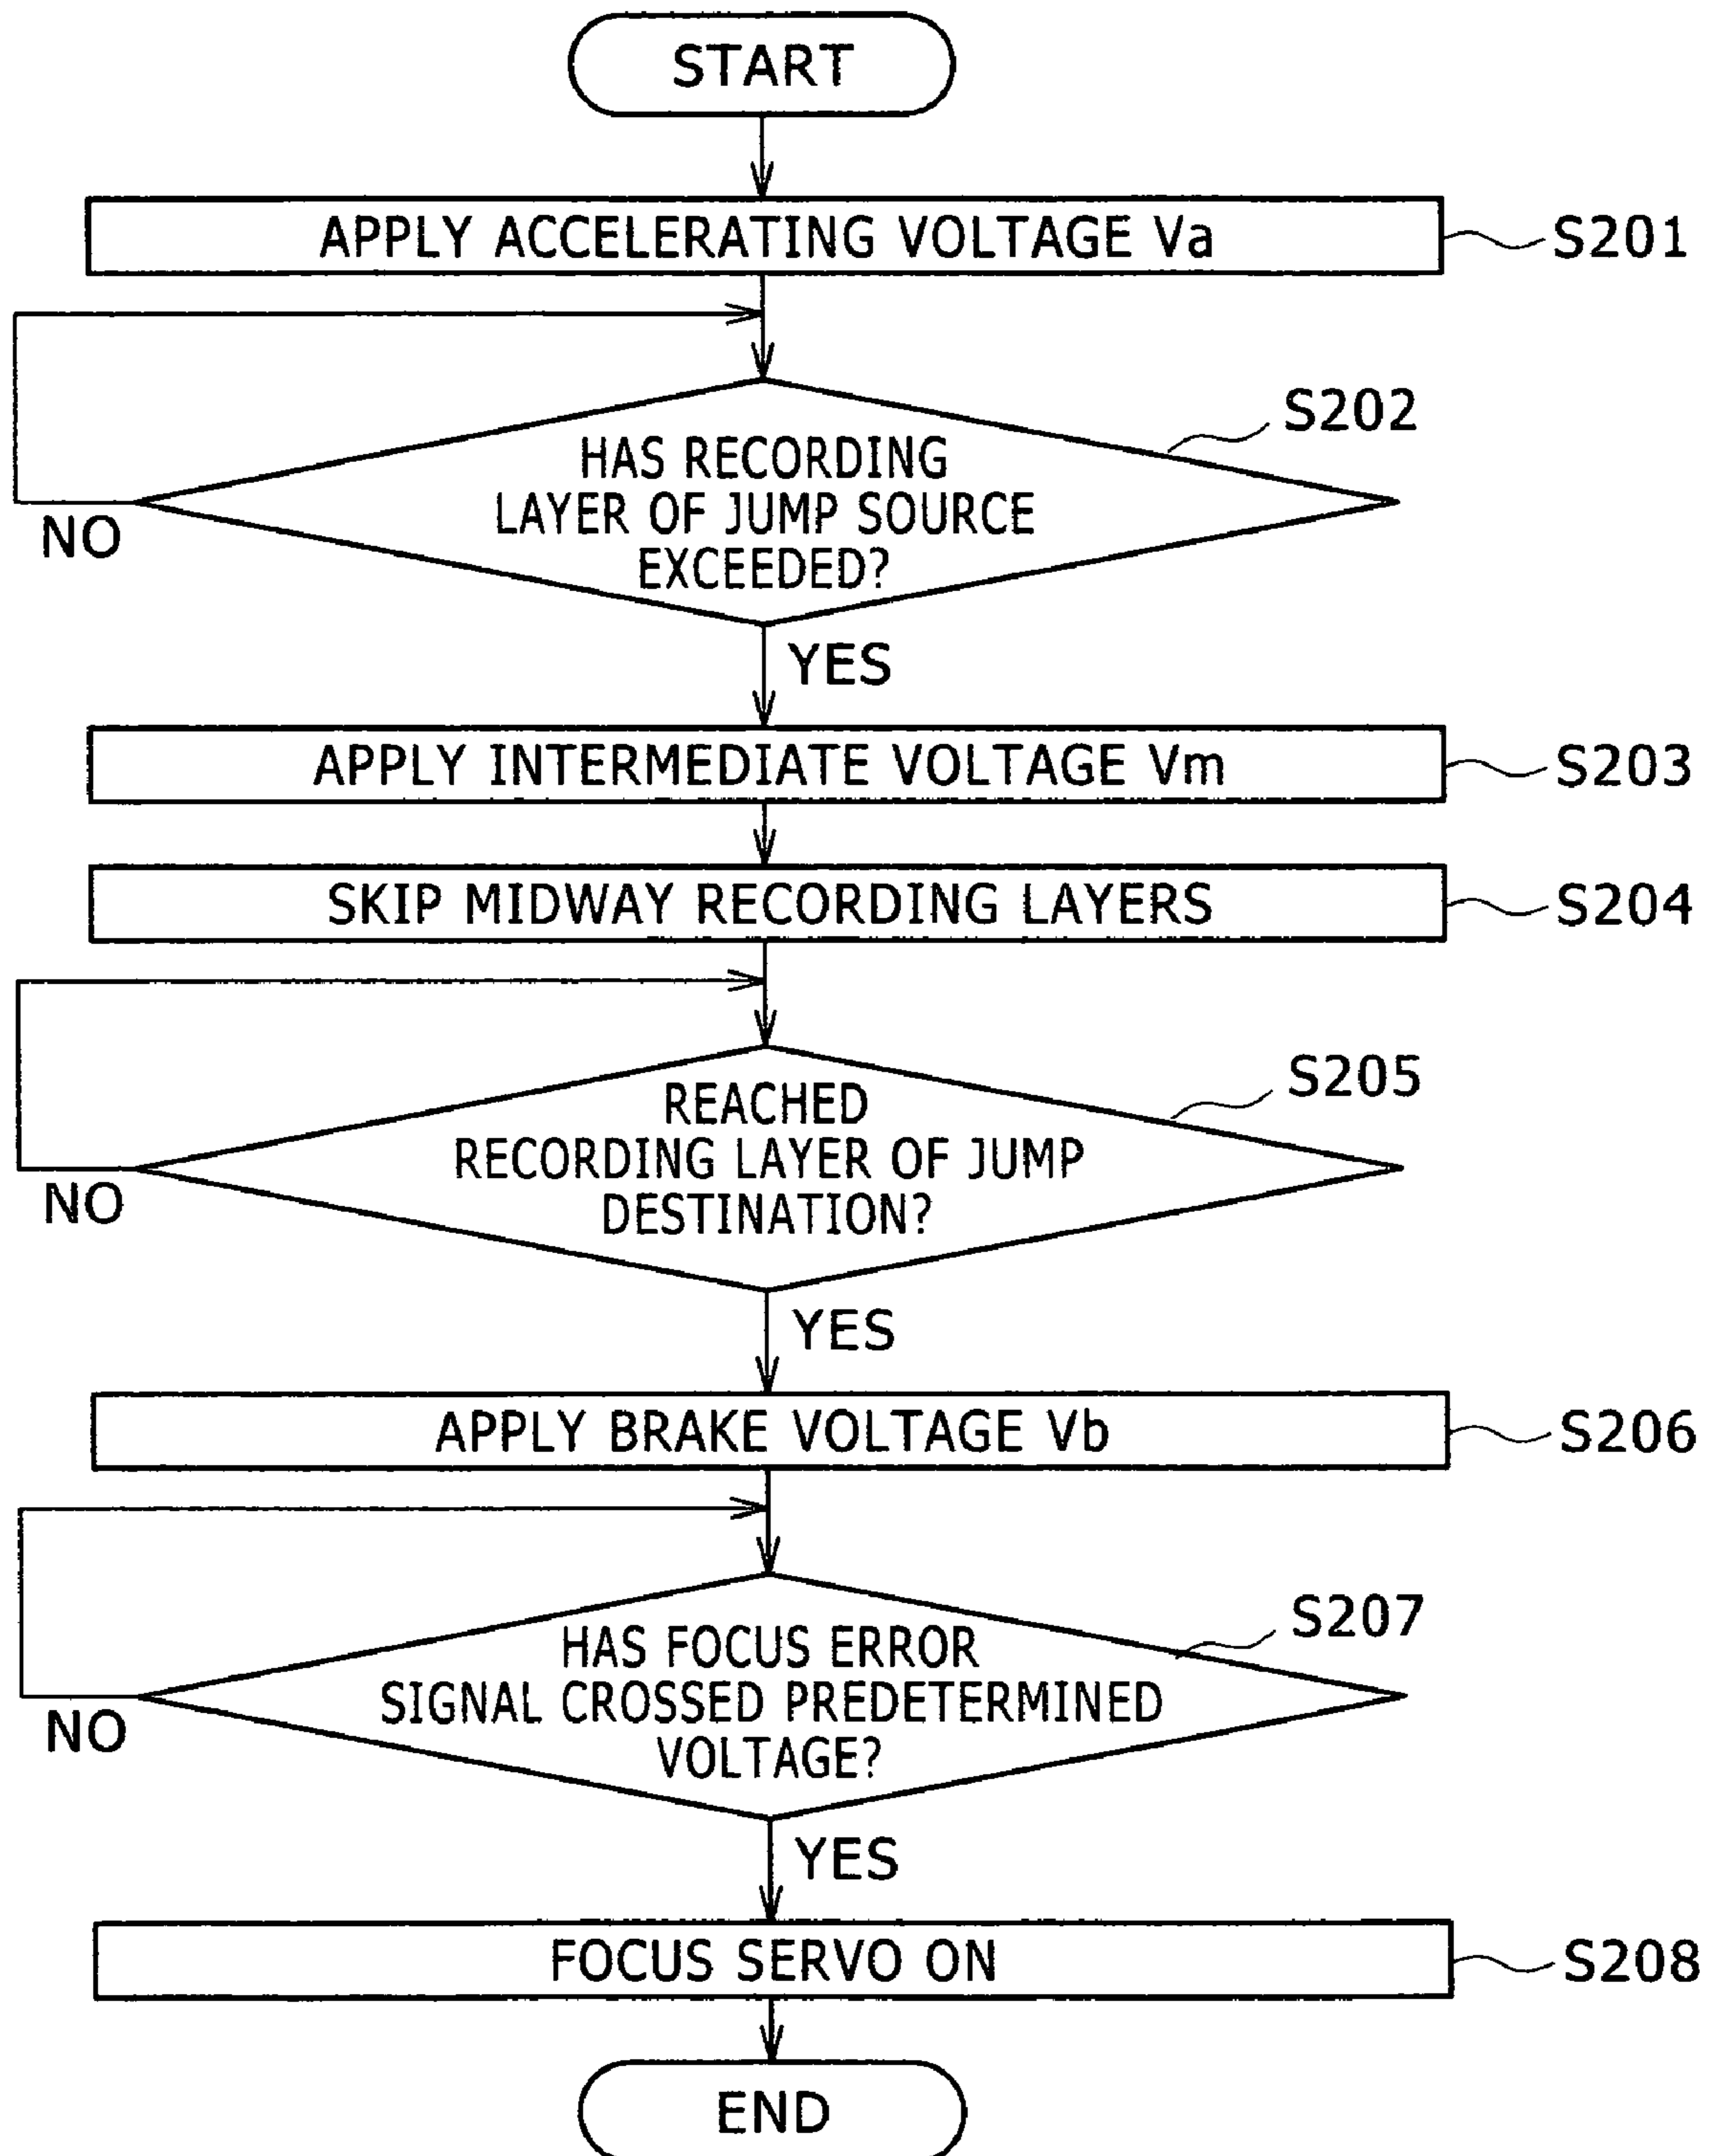 START
APPLY ACCELERATING VOLTAGE Va
S201
S202
HAS RECORDING
LAYER OF JUMP SOURCE
EXCEEDED?
NO
YES
APPLY INTERMEDIATE VOLTAGE Vm
S203
SKIP MIDWAY RECORDING LAYERS
S204
S205
REACHED
RECORDING LAYER OF JUMP
DESTINATION?
NO
YES
APPLY BRAKE VOLTAGE Vb
S206
S207
HAS FOCUS ERROR
SIGNAL CROSSED PREDETERMINED
VOLTAGE?
NO
YES
FOCUS SERVO ON
S208
END